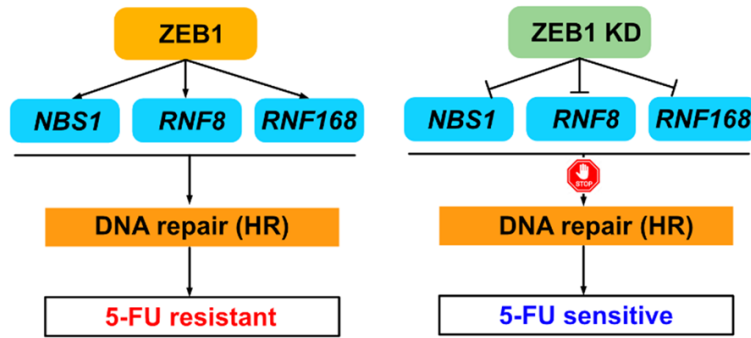 ZEB1
NBS1 RNF8 RNF168
DNA repair (HR)
5-FU resistant
ZEB1 KD
NBS1 RNF8 RNF168
STOP
DNA repair (HR)
5-FU sensitive